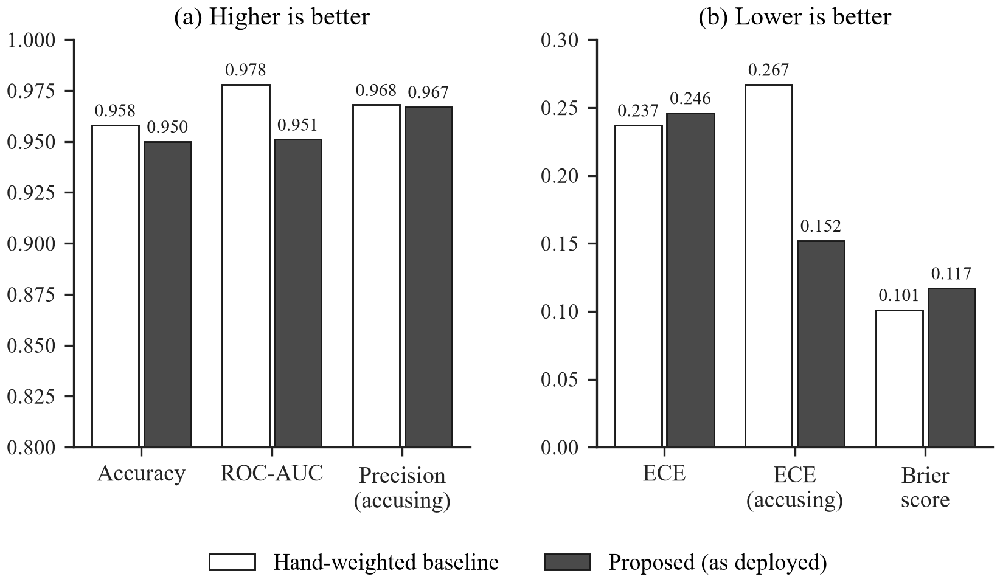 (a) Higher is better
1.000
0.975
0.950
0.925
0.900
0.875
0.850
0.825
0.800
0.958
0.950
0.978
0.951
0.968
0.967
Accuracy
ROC-AUC
Precision
(accusing)
(b) Lower is better
0.30
0.25
0.20
0.15
0.10
0.05
0.00
0.237
0.246
0.267
0.152
0.101
0.117
ECE
ECE
(accusing)
Brier
score
Hand-weighted baseline
Proposed (as deployed)